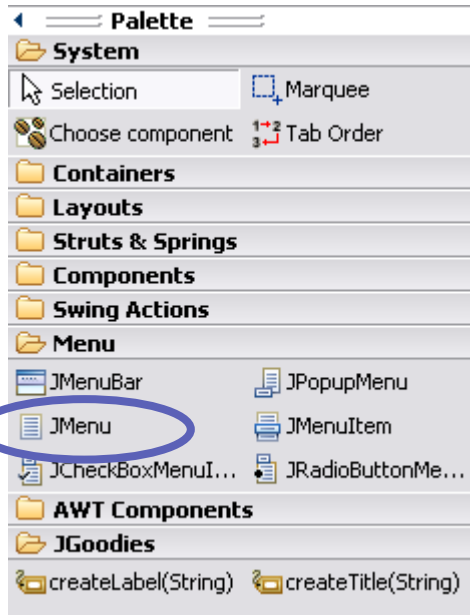 Palette
System
Selection Marquee
Choose component Tab Order
Containers
Layouts
Struts & Springs
Components
Swing Actions
Menu
JMenuBar JPopupMenu
JMenu JMenuItem
JCheckBoxMenuI... JRadioButtonMe...
AWT Components
JGoodies
createLabel(String) createTitle(String)